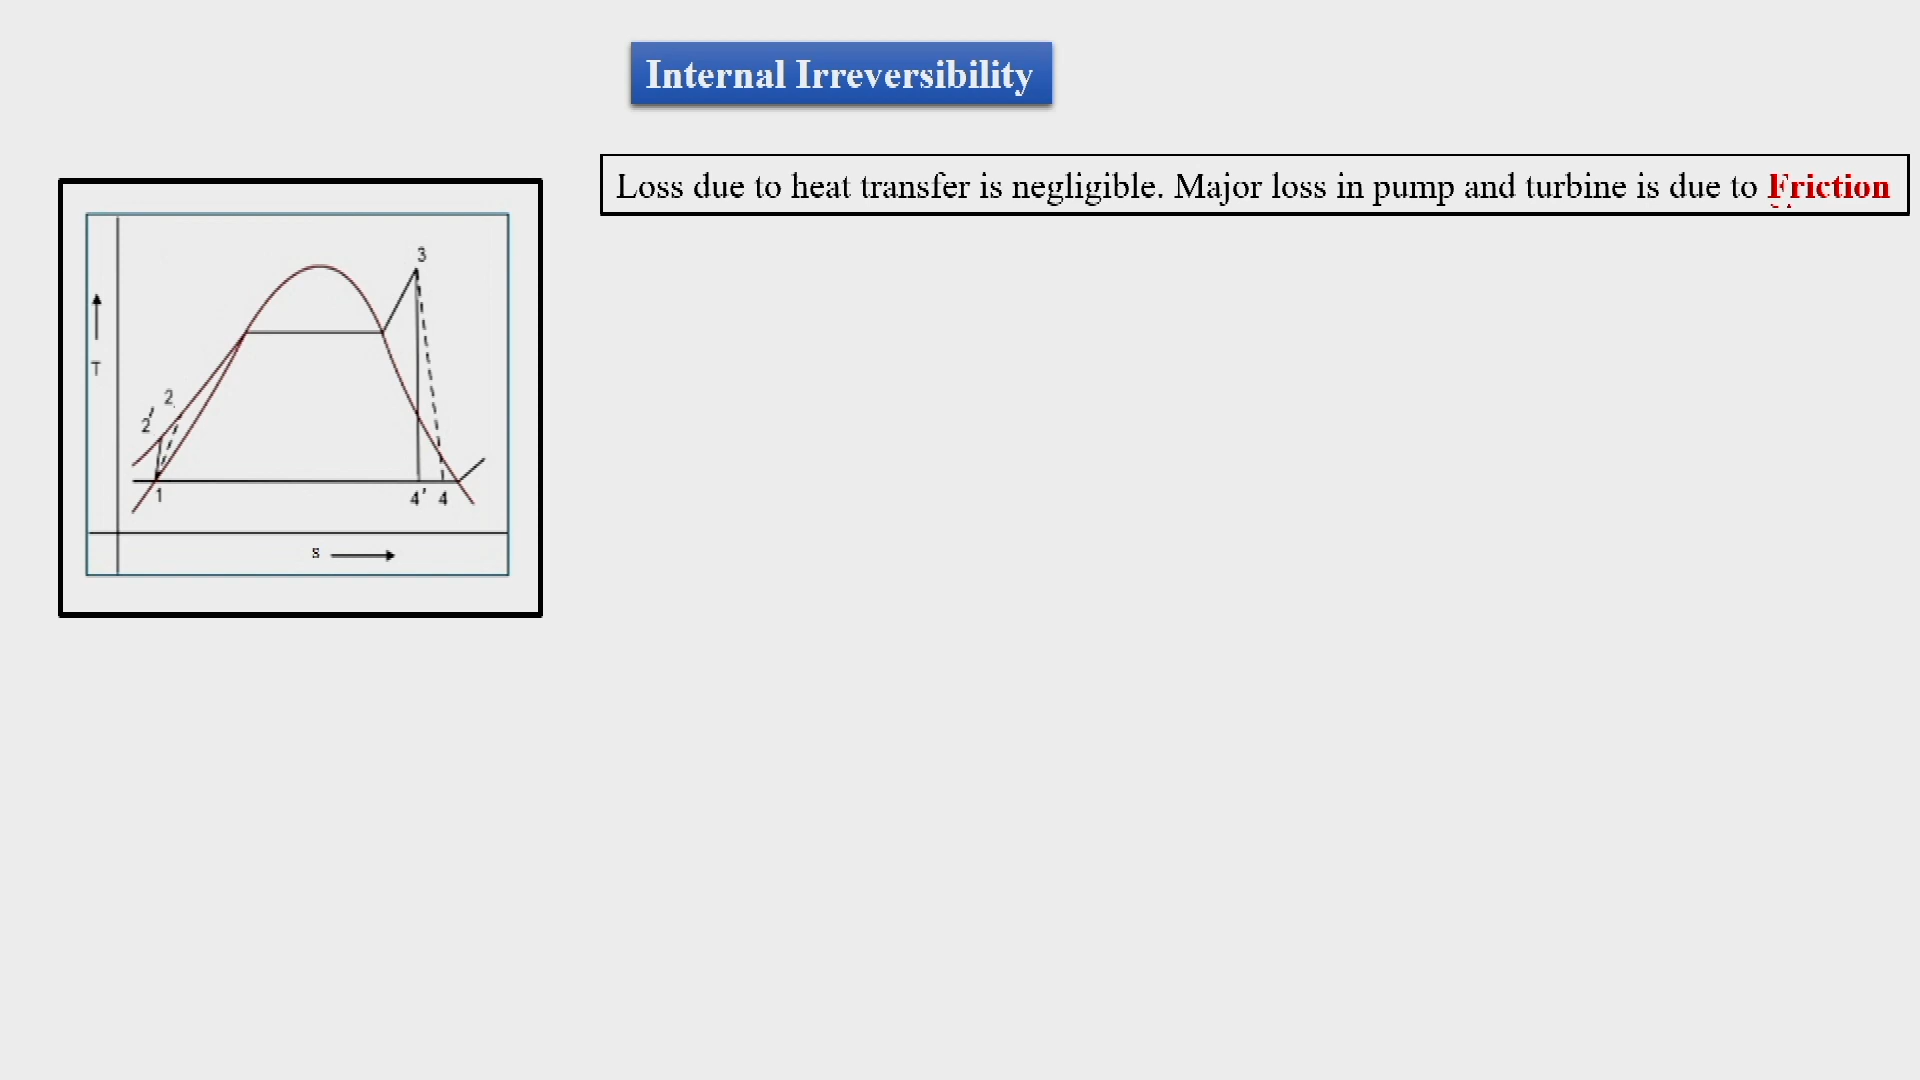 Internal Irreversibility
Loss due to heat transfer is negligible. Major loss in pump and turbine is due to Friction
3
T
2
2'
1
4' 4
s